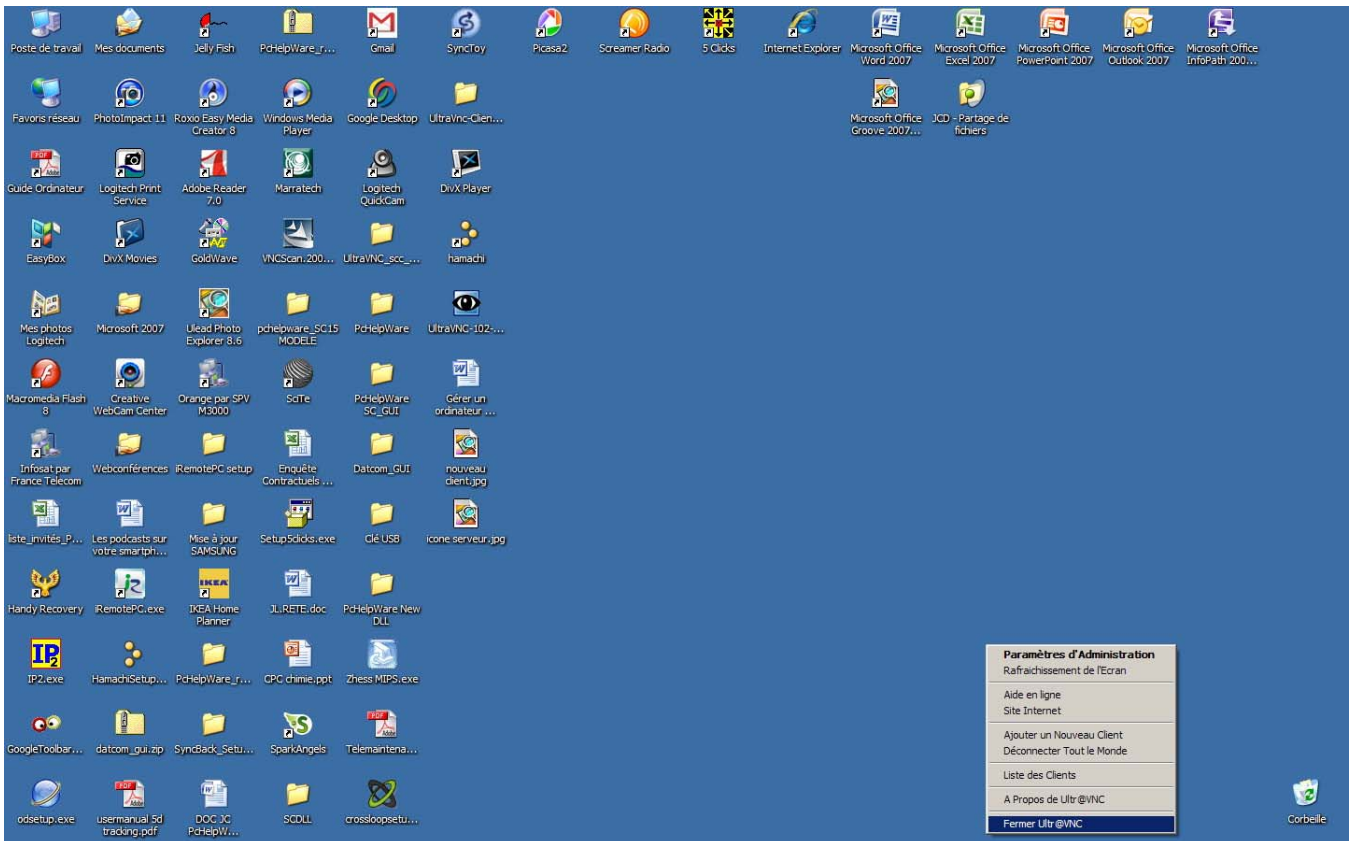 Poste de travail
Mes documents
Jelly Fish
PcHelpWare_r...
Gmail
SyncToy
Picasa2
Screamer Radio
5 Clicks
Internet Explorer
Microsoft Office
Word 2007
Microsoft Office
Excel 2007
Microsoft Office
PowerPoint 2007
Microsoft Office
Outlook 2007
Microsoft Office
InfoPath 200...
Favoris réseau
PhotoImpact 11
Roxio Easy Media
Creator 8
Windows Media
Player
Google Desktop
UltraVnc-Clien...
Microsoft Office
Groove 2007...
JCD - Partage de
fichiers
Guide Ordinateur
Logitech Print
Service
Adobe Reader
7.0
Marratech
Logitech
QuickCam
DivX Player
EasyBox
DivX Movies
GoldWave
VNCScan.200...
UltraVNC_scc_...
hamachi
Mes photos
Logitech
Microsoft 2007
Ulead Photo
Explorer 8.6
pchelpware_SC15
MODELE
PcHelpWare
UltraVNC-102-...
Macromedia Flash
8
Creative
WebCam Center
Orange par SPV
M3000
SciTe
PcHelpWare
SC_GUI
Gérer un
ordinateur ...
Infosat par
France Telecom
Webconférences
iRemotePC setup
Enquête
Contractuels ...
Datcom_GUI
nouveau
client.jpg
liste_invités_P...
Les podcasts sur
votre smartph...
Mise à jour
SAMSUNG
Setup5clicks.exe
Clé USB
icone serveur.jpg
Handy Recovery
iRemotePC.exe
IKEA
IKEA Home
Planner
JL.RETE.doc
PcHelpWare New
DLL
IP2
IP2.exe
HamachiSetup...
PcHelpWare_r...
CPC chimie.ppt
Zhess MIPS.exe
GoogleToolbar...
datcom_gui.zip
SyncBack_Setu...
SparkAngels
Telemaintena...
odsetup.exe
usermanual 5d
tracking.pdf
DOC JC
PcHelpW...
SCDLL
crossloopsetu...
Paramètres d'Administration
Rafraichissement de l'Ecran
Aide en ligne
Site Internet
Ajouter un Nouveau Client
Déconnecter Tout le Monde
Liste des Clients
A Propos de Ultr@VNC
Fermer Ultr@VNC
Corbeille